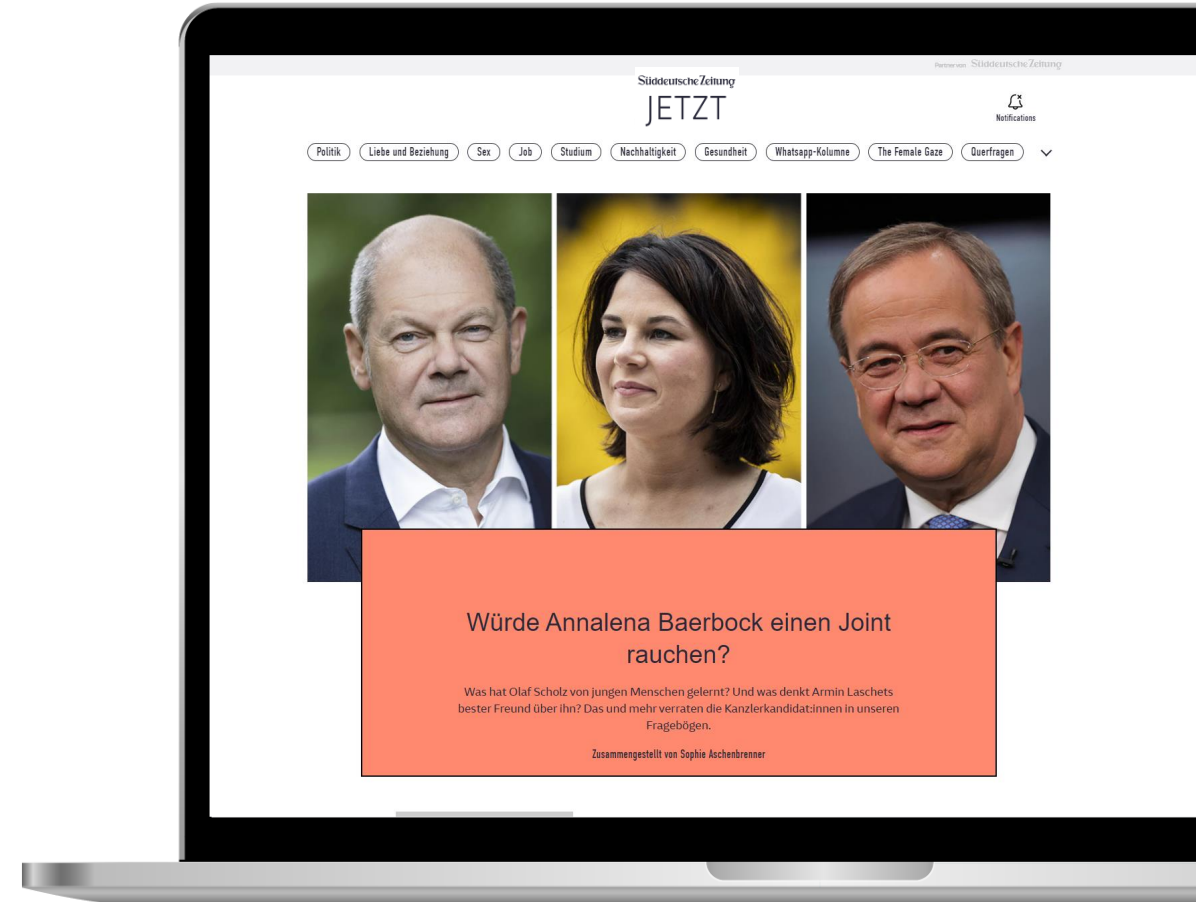 Partner von Süddeutsche Zeitung
Süddeutsche Zeitung
JETZT
Notifications
Politik Liebe und Beziehung Sex Job Studium Nachhaltigkeit Gesundheit Whatsapp-Kolumne The Female Gaze Querfragen
Würde Annalena Baerbock einen Joint
rauchen?
Was hat Olaf Scholz von jungen Menschen gelernt? Und was denkt Armin Laschets
bester Freund über ihn? Das und mehr verraten die Kanzlerkandidat:innen in unseren
Fragebögen.
Zusammengestellt von Sophie Aschenbrenner